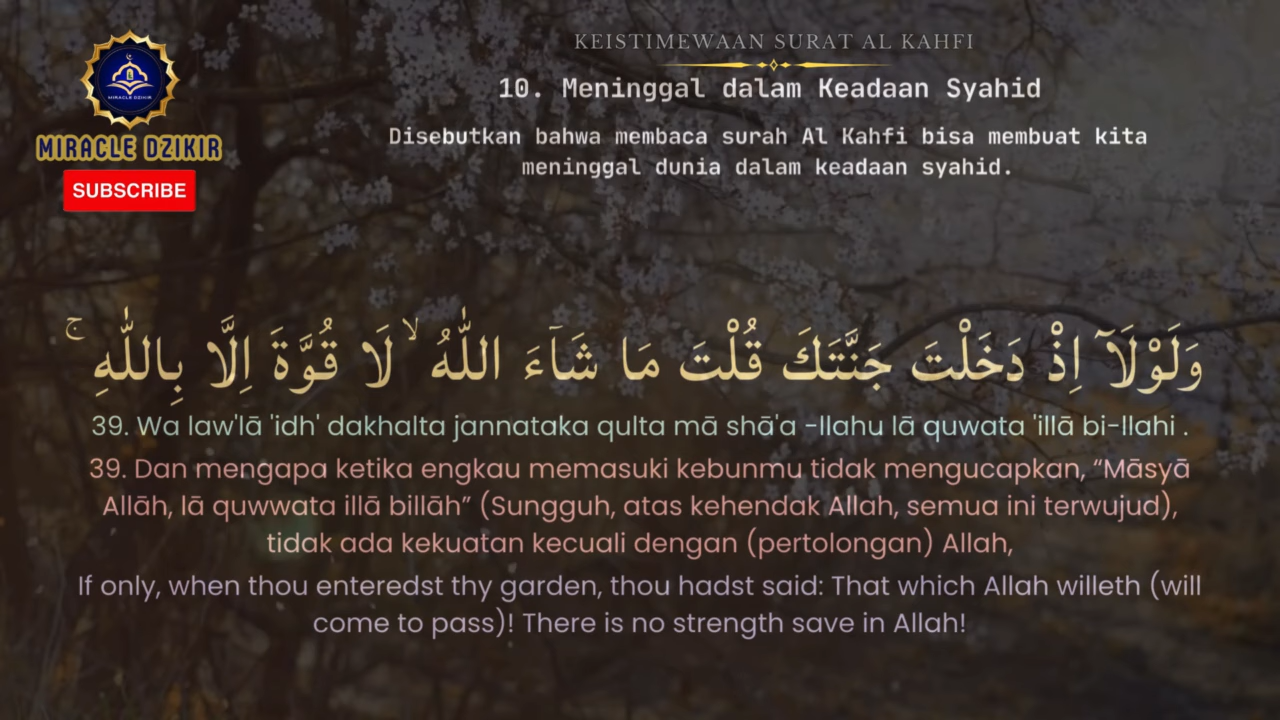 KEISTIMEWAAN SURAT AL KAHFI
10. Meninggal dalam Keadaan Syahid
Disebutkan bahwa membaca surah Al Kahfi bisa membuat kita
meninggal dunia dalam keadaan syahid.
MIRACLE DZIKIR
MIRACLE DZIKIR
SUBSCRIBE
وَلَوْلَآ اِذْ دَخَلْتَ جَنَّتَكَ قُلْتَ مَا شَاۤءَ اللّٰهُ ۙ لَا قُوَّةَ اِلَّا بِاللّٰهِ ۚ
39. Wa law'lā 'idh' dakhalta jannataka qulta mā shā'a -llahu lā quwata 'illā bi-llahi .
39. Dan mengapa ketika engkau memasuki kebunmu tidak mengucapkan, “Māsyā
Allāh, lā quwwata illā billāh” (Sungguh, atas kehendak Allah, semua ini terwujud),
tidak ada kekuatan kecuali dengan (pertolongan) Allah,
If only, when thou enteredst thy garden, thou hadst said: That which Allah willeth (will
come to pass)! There is no strength save in Allah!